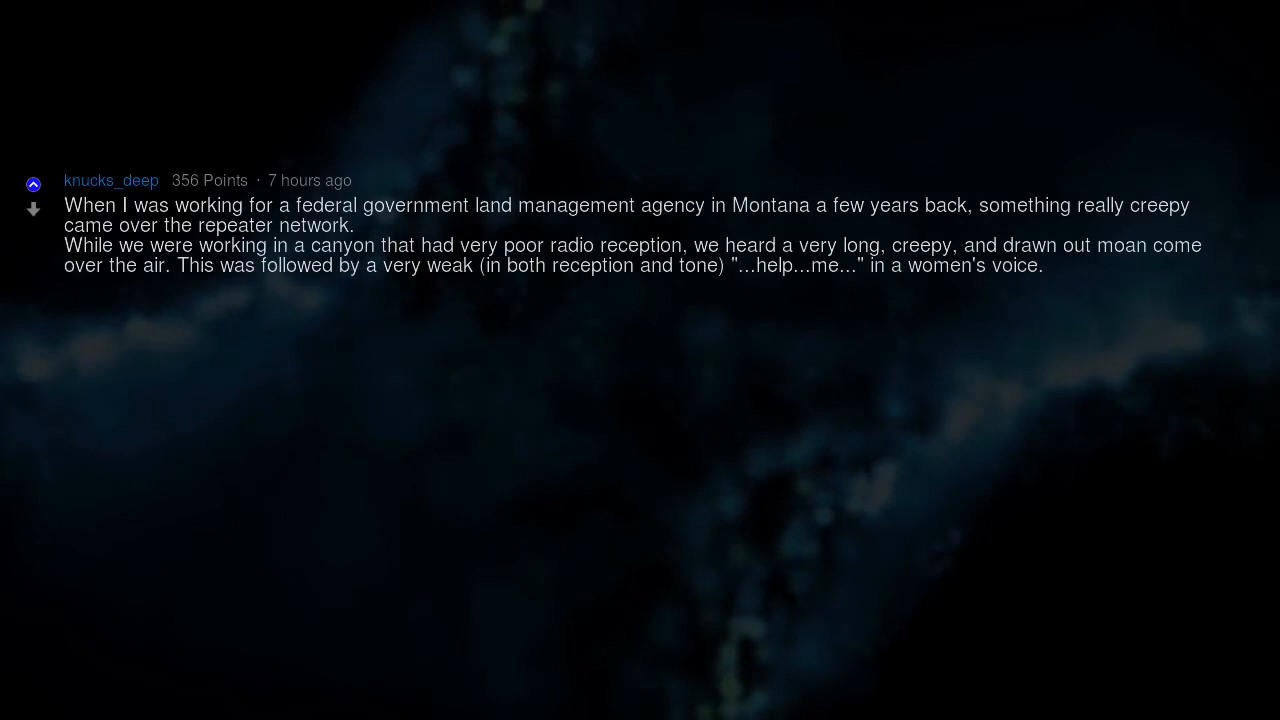 knucks_deep 356 Points · 7 hours ago
When I was working for a federal government land management agency in Montana a few years back, something really creepy
came over the repeater network.
While we were working in a canyon that had very poor radio reception, we heard a very long, creepy, and drawn out moan come
over the air. This was followed by a very weak (in both reception and tone) "...help...me..." in a women's voice.